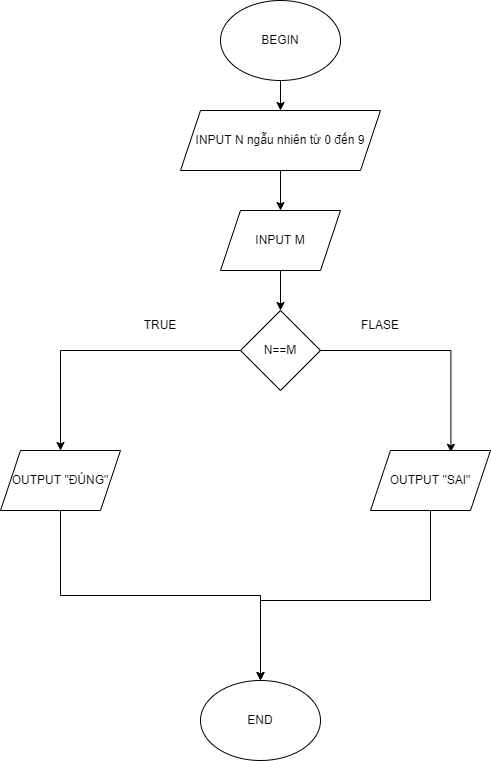 BEGIN
INPUT N ngẫu nhiên từ 0 đến 9
INPUT M
TRUE
FLASE
N==M
OUTPUT "ĐÚNG"
OUTPUT "SAI"
END